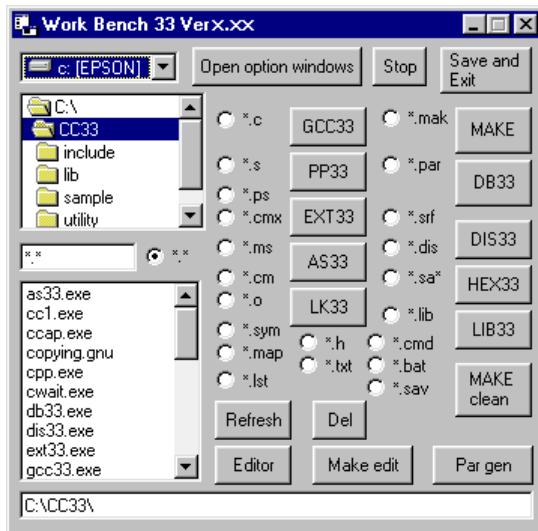 Work Bench 33 Verx.xx
c: [EPSON]
Open option windows
Stop
Save and
Exit
C:\
CC33
include
lib
sample
utility
*.*
*.*
as33.exe
cc1.exe
ccap.exe
copying.gnu
cpp.exe
cwait.exe
db33.exe
dis33.exe
ext33.exe
gcc33.exe
*.c
*.s
*.ps
*.cmx
*.ms
*.cm
*.o
*.sym
*.map
*.lst
GCC33
PP33
EXT33
AS33
LK33
*.h
*.txt
*.mak
*.par
*.srf
*.dis
*.sa*
*.lib
*.cmd
*.bat
*.sav
MAKE
DB33
DIS33
HEX33
LIB33
MAKE
clean
Refresh
Del
Editor
Make edit
Par gen
C:\CC33\